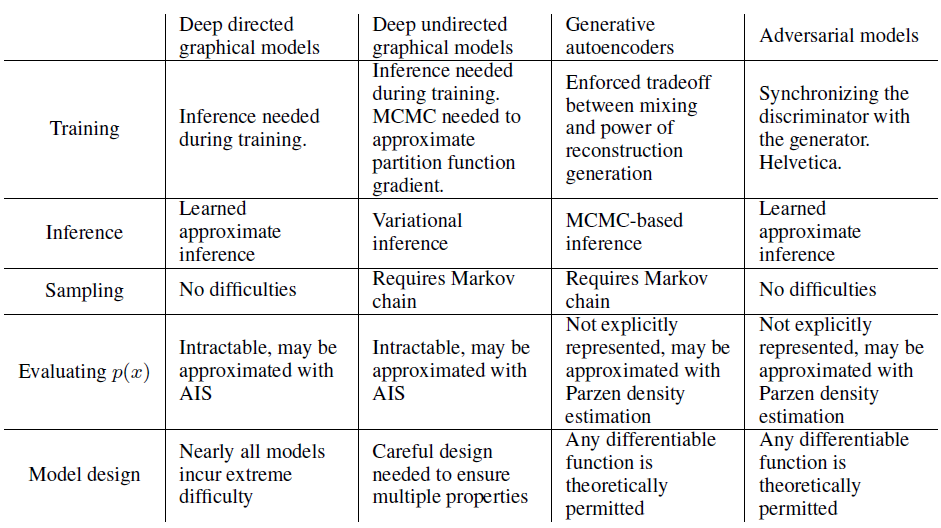 Deep directed graphical models
Deep undirected graphical models
Generative autoencoders
Adversarial models
Training
Inference needed during training.
Inference needed during training. MCMC needed to approximate partition function gradient.
Enforced tradeoff between mixing and power of reconstruction generation
Synchronizing the discriminator with the generator. Helvetica.
Inference
Learned approximate inference
Variational inference
MCMC-based inference
Learned approximate inference
Sampling
No difficulties
Requires Markov chain
Requires Markov chain
No difficulties
Evaluating p(x)
Intractable, may be approximated with AIS
Intractable, may be approximated with AIS
Not explicitly represented, may be approximated with Parzen density estimation
Not explicitly represented, may be approximated with Parzen density estimation
Model design
Nearly all models incur extreme difficulty
Careful design needed to ensure multiple properties
Any differentiable function is theoretically permitted
Any differentiable function is theoretically permitted